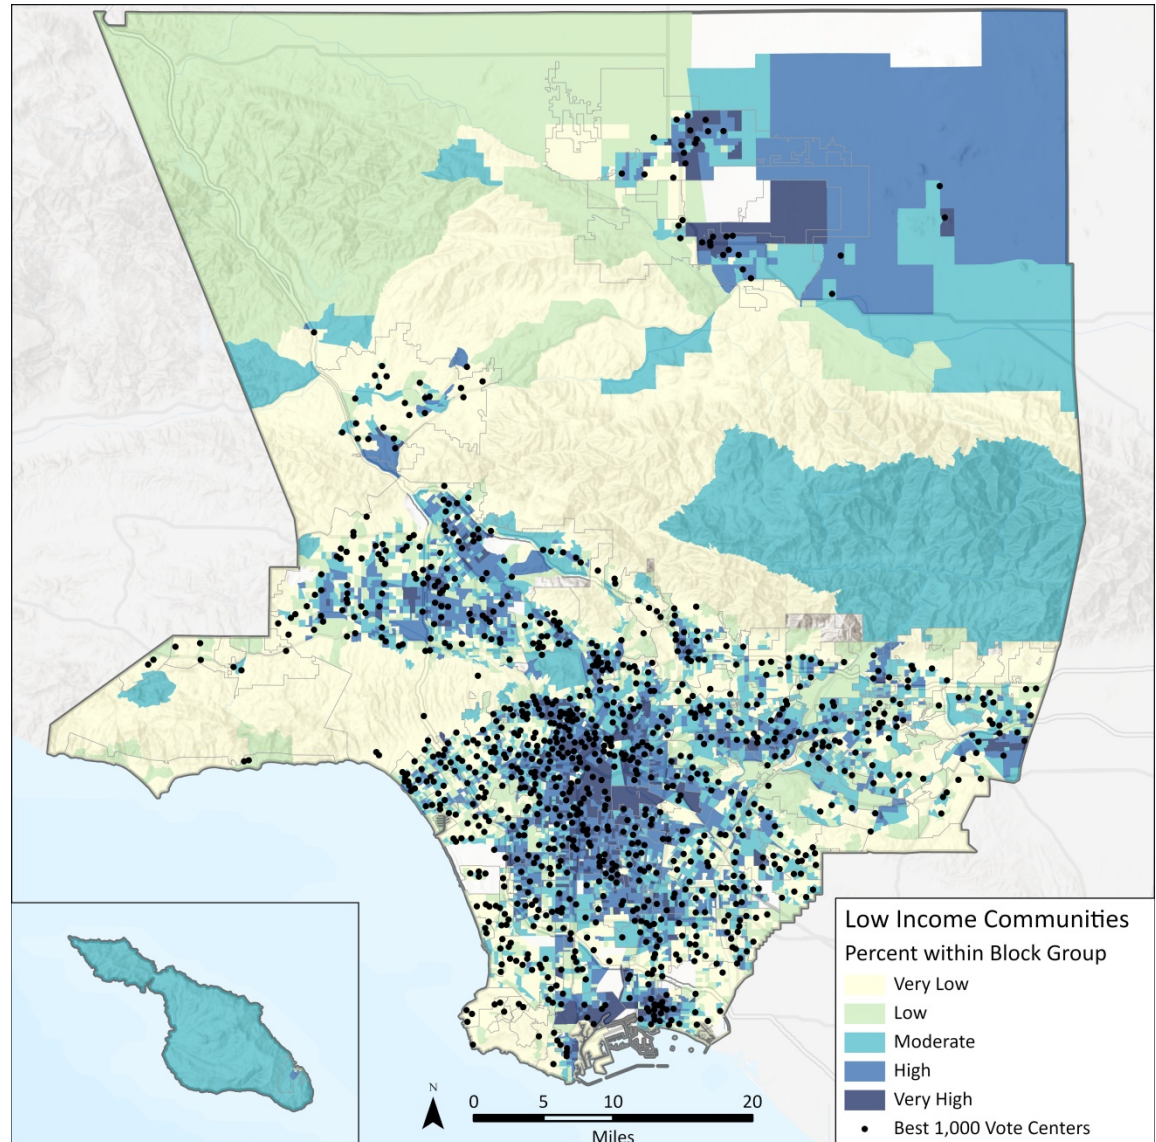 Low Income Communities
Percent within Block Group
Very Low
Low
Moderate
High
Very High
Best 1,000 Vote Centers
N
0 5 10 20
Miles